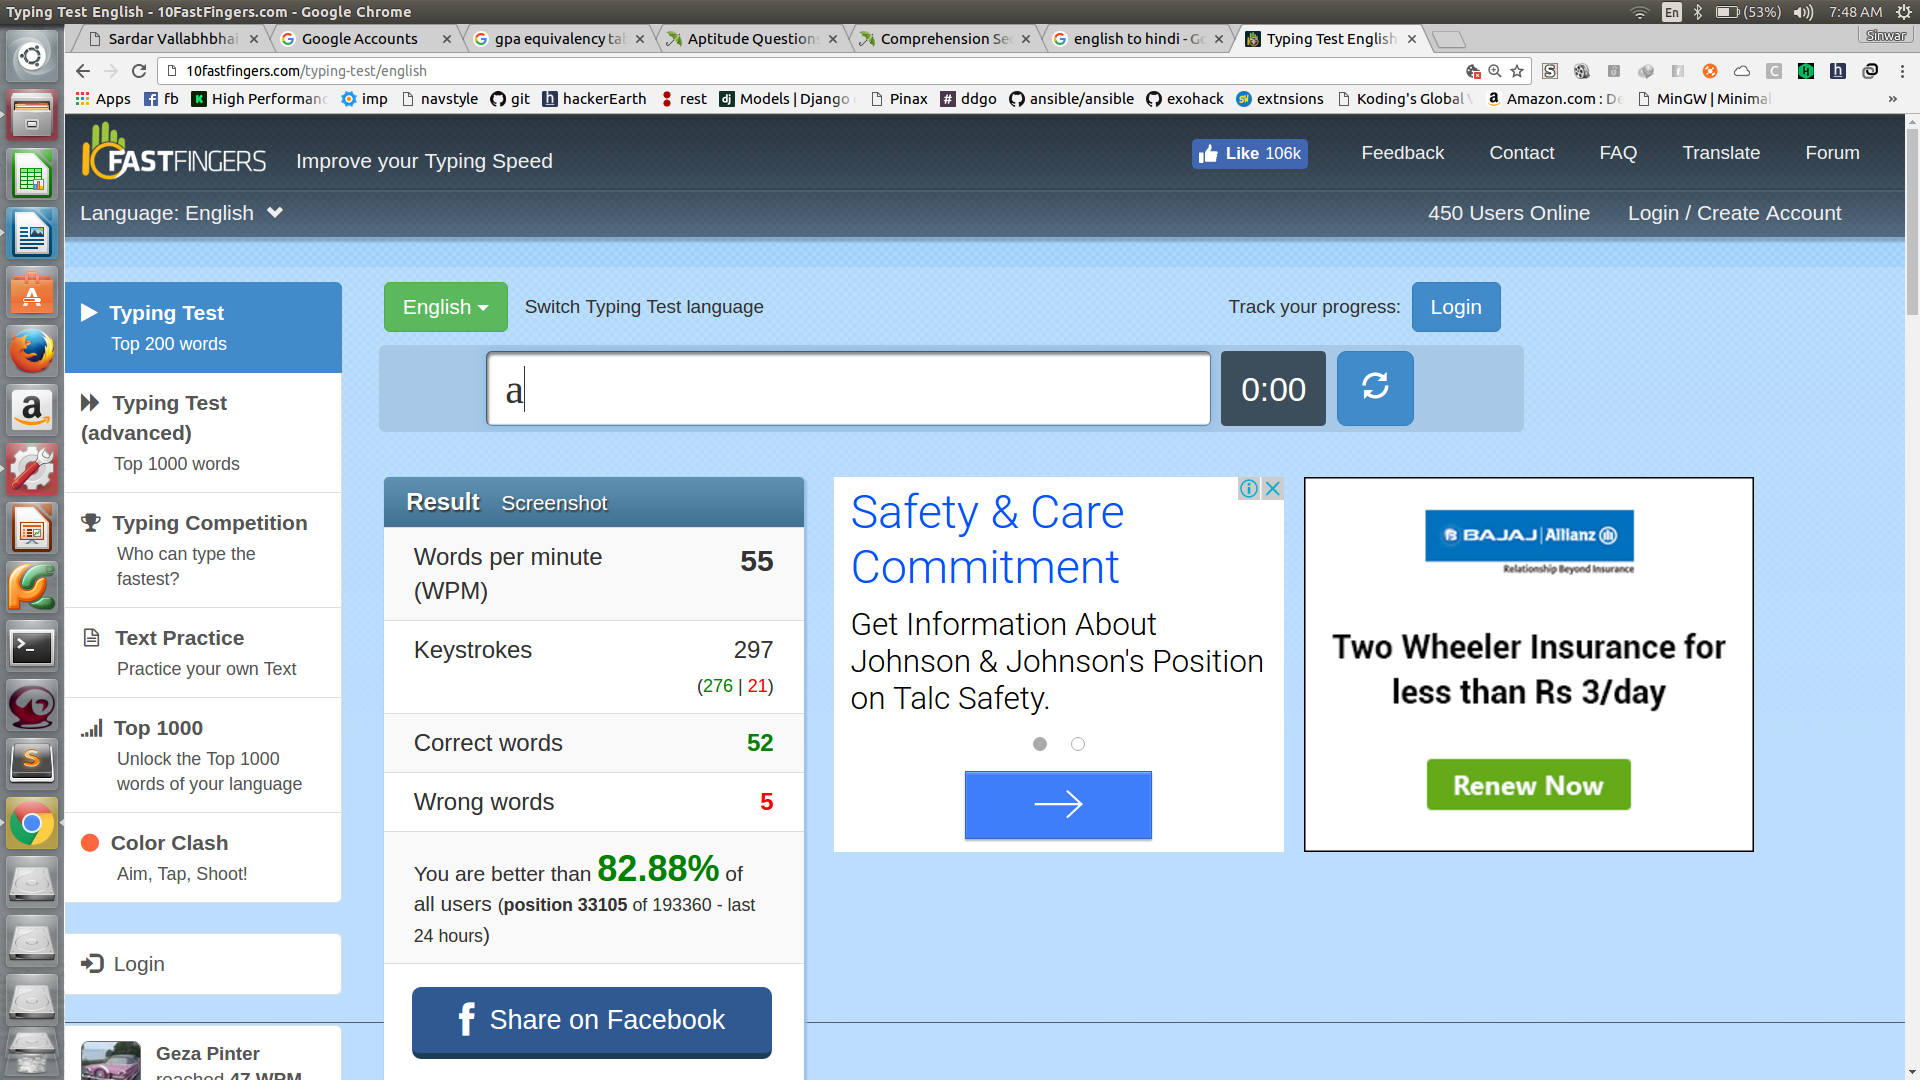 Typing Test English - 10FastFingers.com - Google Chrome
En
(53%)
7:48 AM
Sardar Vallabhbhai
Google Accounts
gpa equivalency tab
Aptitude Questions
Comprehension Se
english to hindi - Go
Typing Test English
Sinwar
10fastfingers.com/typing-test/english
Apps
fb
High Performanc
imp
navstyle
git
hackerEarth
rest
Models | Django
Pinax
ddgo
ansible/ansible
exohack
extnsions
Koding's Global
Amazon.com : De
MinGW | Minimal
»
FASTFINGERS
Improve your Typing Speed
Like 106k
Feedback
Contact
FAQ
Translate
Forum
Language: English
450 Users Online
Login / Create Account
Typing Test
Top 200 words
Typing Test
(advanced)
Top 1000 words
Typing Competition
Who can type the
fastest?
Text Practice
Practice your own Text
Top 1000
Unlock the Top 1000
words of your language
Color Clash
Aim, Tap, Shoot!
Login
Geza Pinter
reached 47 WPM
English
Switch Typing Test language
Track your progress:
Login
a
0:00
Result
Screenshot
Words per minute
(WPM)
55
Keystrokes
297
(276 | 21)
Correct words
52
Wrong words
5
You are better than 82.88% of
all users (position 33105 of 193360 - last
24 hours)
Share on Facebook
Safety & Care
Commitment
Get Information About
Johnson & Johnson's Position
on Talc Safety.
BAJAJ | Allianz
Relationship Beyond Insurance
Two Wheeler Insurance for
less than Rs 3/day
Renew Now